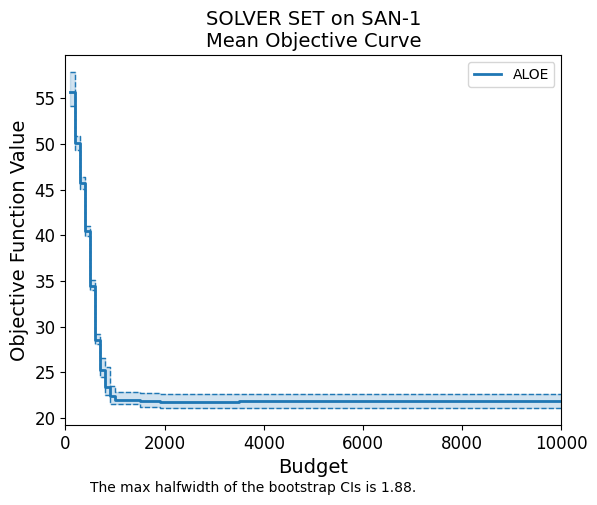 SOLVER SET on SAN-1
Mean Objective Curve
ALOE
Objective Function Value
55
50
45
40
35
30
25
20
0 2000 4000 6000 8000 10000
Budget
The max halfwidth of the bootstrap CIs is 1.88.